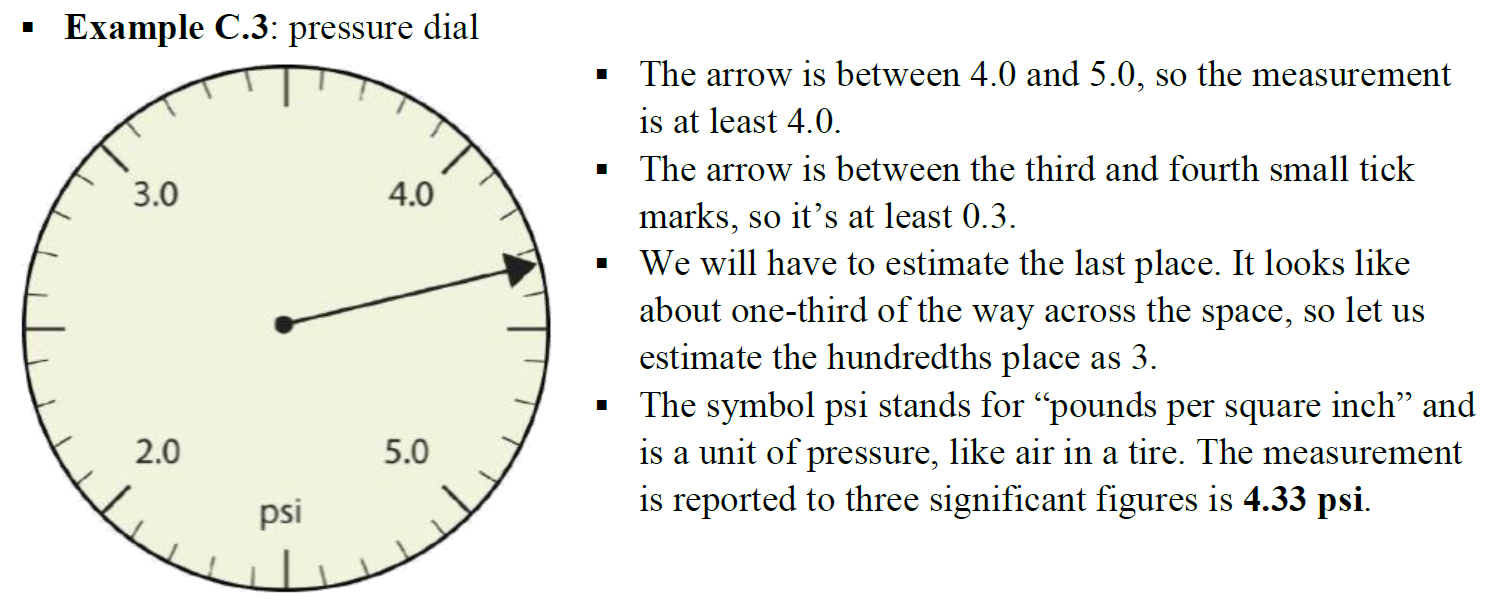 ▪ Example C.3: pressure dial
3.0
4.0
2.0
5.0
psi
▪ The arrow is between 4.0 and 5.0, so the measurement
is at least 4.0.
▪ The arrow is between the third and fourth small tick
marks, so it’s at least 0.3.
▪ We will have to estimate the last place. It looks like
about one-third of the way across the space, so let us
estimate the hundredths place as 3.
▪ The symbol psi stands for “pounds per square inch” and
is a unit of pressure, like air in a tire. The measurement
is reported to three significant figures is 4.33 psi.